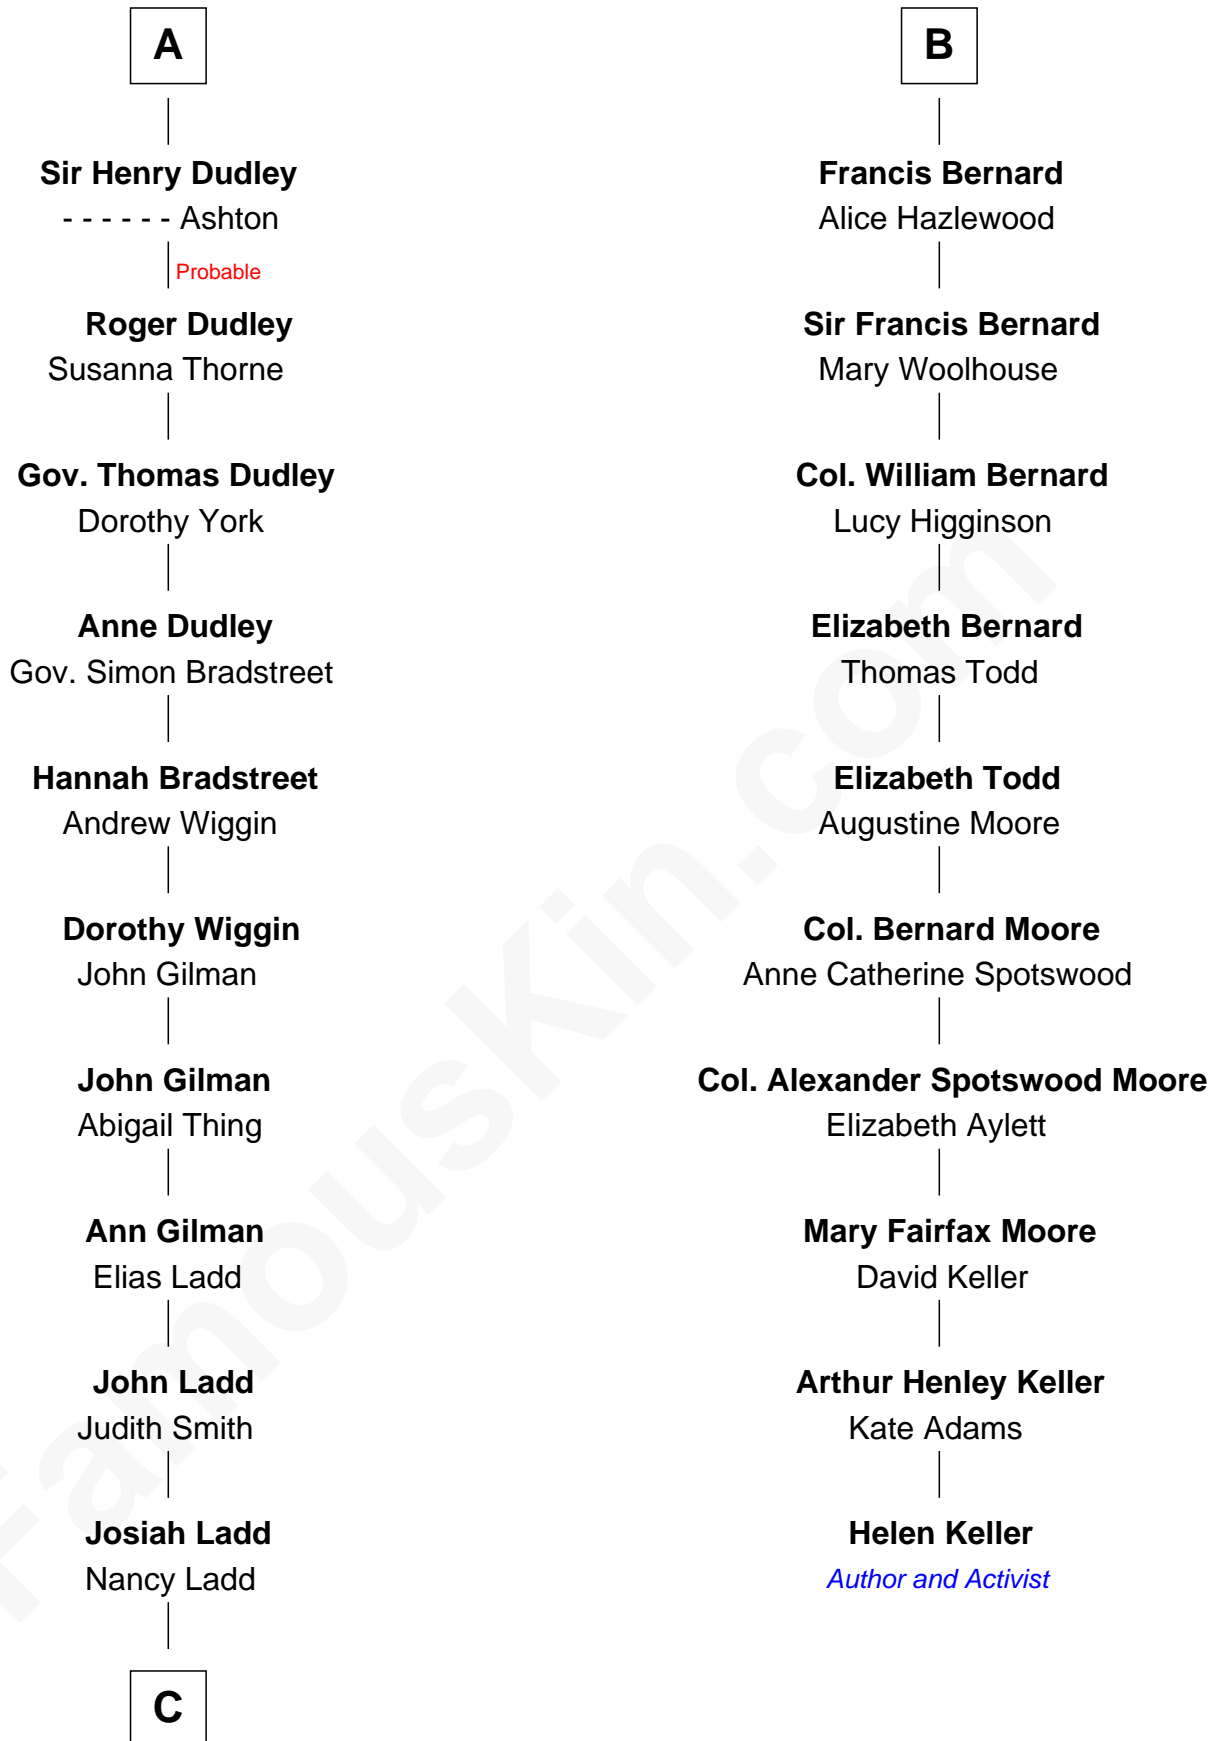 A
Sir Henry Dudley
- - - - - - Ashton
Probable
Roger Dudley
Susanna Thorne
Gov. Thomas Dudley
Dorothy York
Anne Dudley
Gov. Simon Bradstreet
Hannah Bradstreet
Andrew Wiggin
Dorothy Wiggin
John Gilman
John Gilman
Abigail Thing
Ann Gilman
Elias Ladd
John Ladd
Judith Smith
Josiah Ladd
Nancy Ladd
C
B
Francis Bernard
Alice Hazlewood
Sir Francis Bernard
Mary Woolhouse
Col. William Bernard
Lucy Higginson
Elizabeth Bernard
Thomas Todd
Elizabeth Todd
Augustine Moore
Col. Bernard Moore
Anne Catherine Spotswood
Col. Alexander Spotswood Moore
Elizabeth Aylett
Mary Fairfax Moore
David Keller
Arthur Henley Keller
Kate Adams
Helen Keller
Author and Activist
FamousKin.com